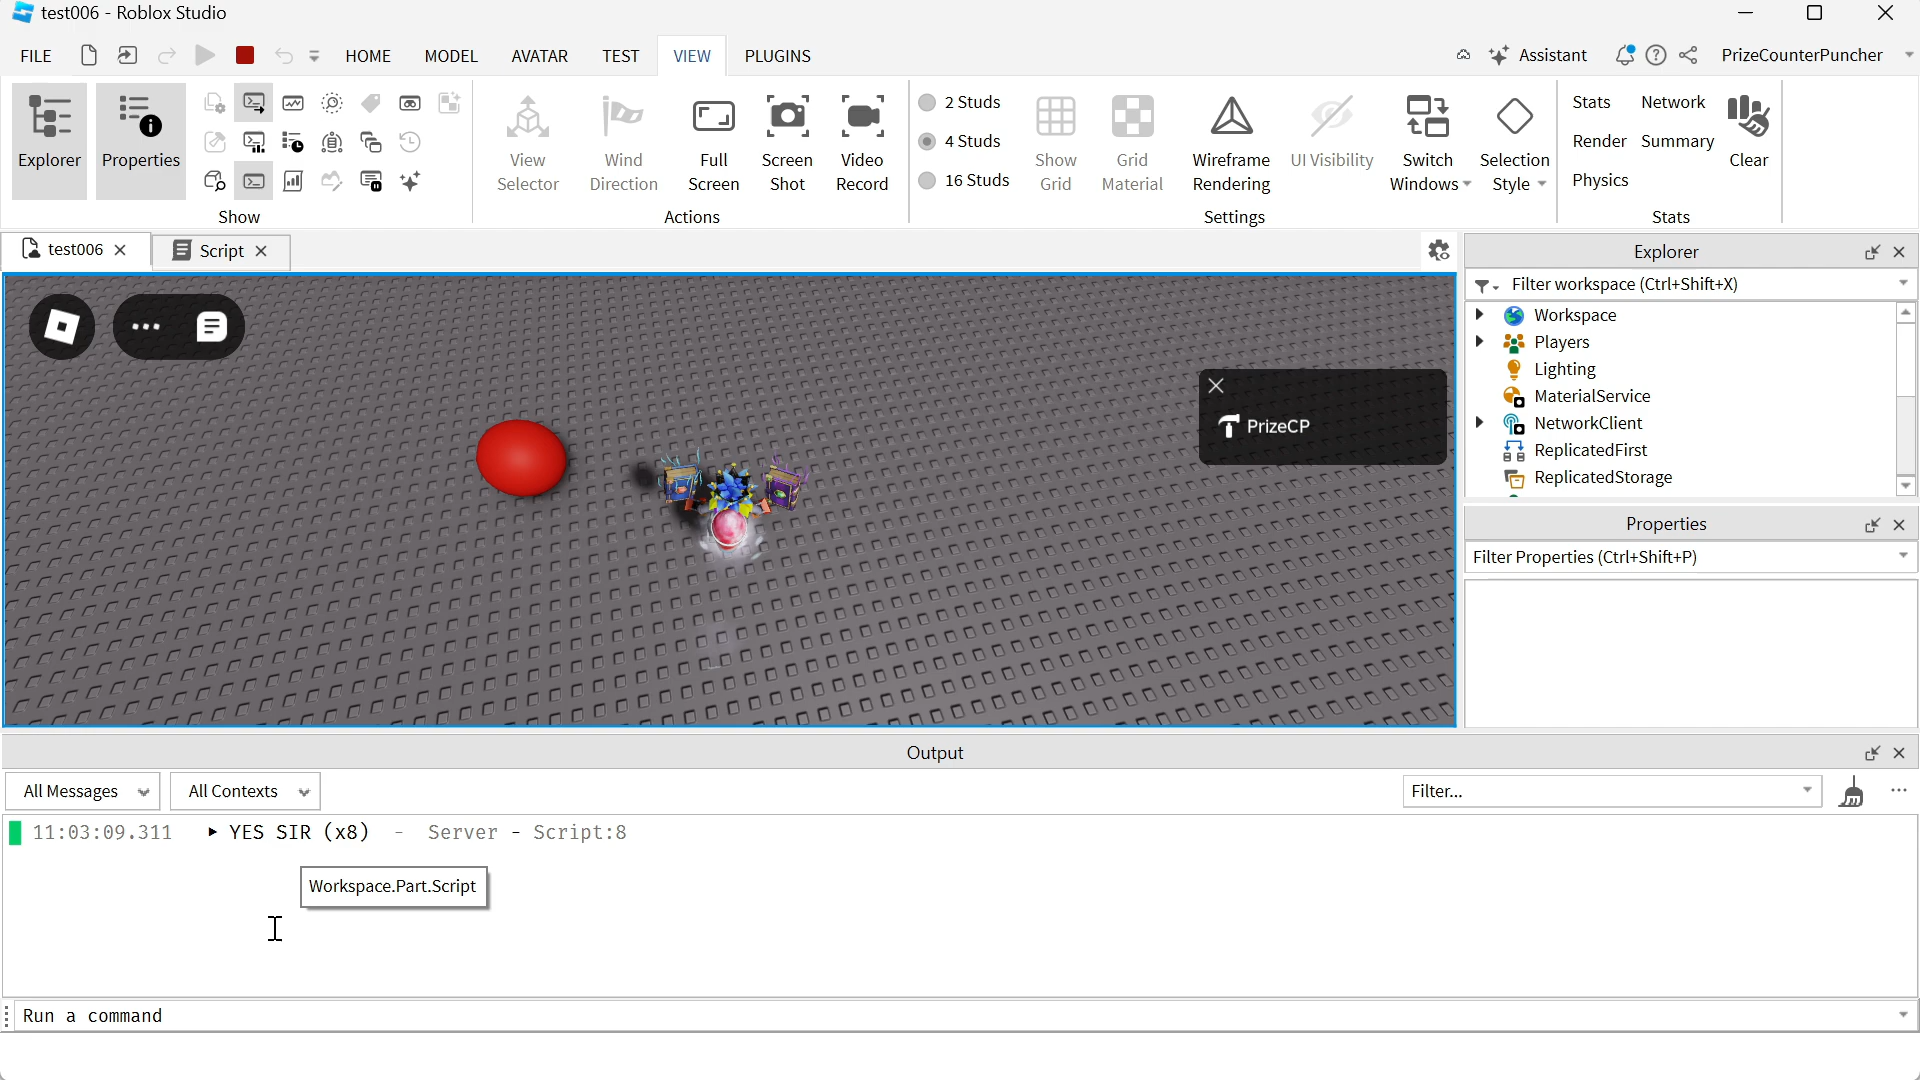 test006 - Roblox Studio
FILE HOME MODEL AVATAR TEST VIEW PLUGINS Assistant PrizeCounterPuncher
Explorer Properties
Show
View Selector
Wind Direction
Full Screen
Screen Shot
Video Record
Actions
2 Studs
4 Studs
16 Studs
Show Grid
Grid Material
Wireframe Rendering
UI Visibility
Switch Windows
Selection Style
Settings
Stats Network
Render Summary
Physics
Clear
Stats
test006 Script
PrizeCP
Explorer
Filter workspace (Ctrl+Shift+X)
Workspace
Players
Lighting
MaterialService
NetworkClient
ReplicatedFirst
ReplicatedStorage
Properties
Filter Properties (Ctrl+Shift+P)
Output
All Messages All Contexts Filter...
11:03:09.311 YES SIR (x8) - Server - Script:8
Workspace.Part.Script
Run a command